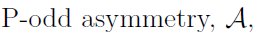 P-odd asymmetry, 𝒜,